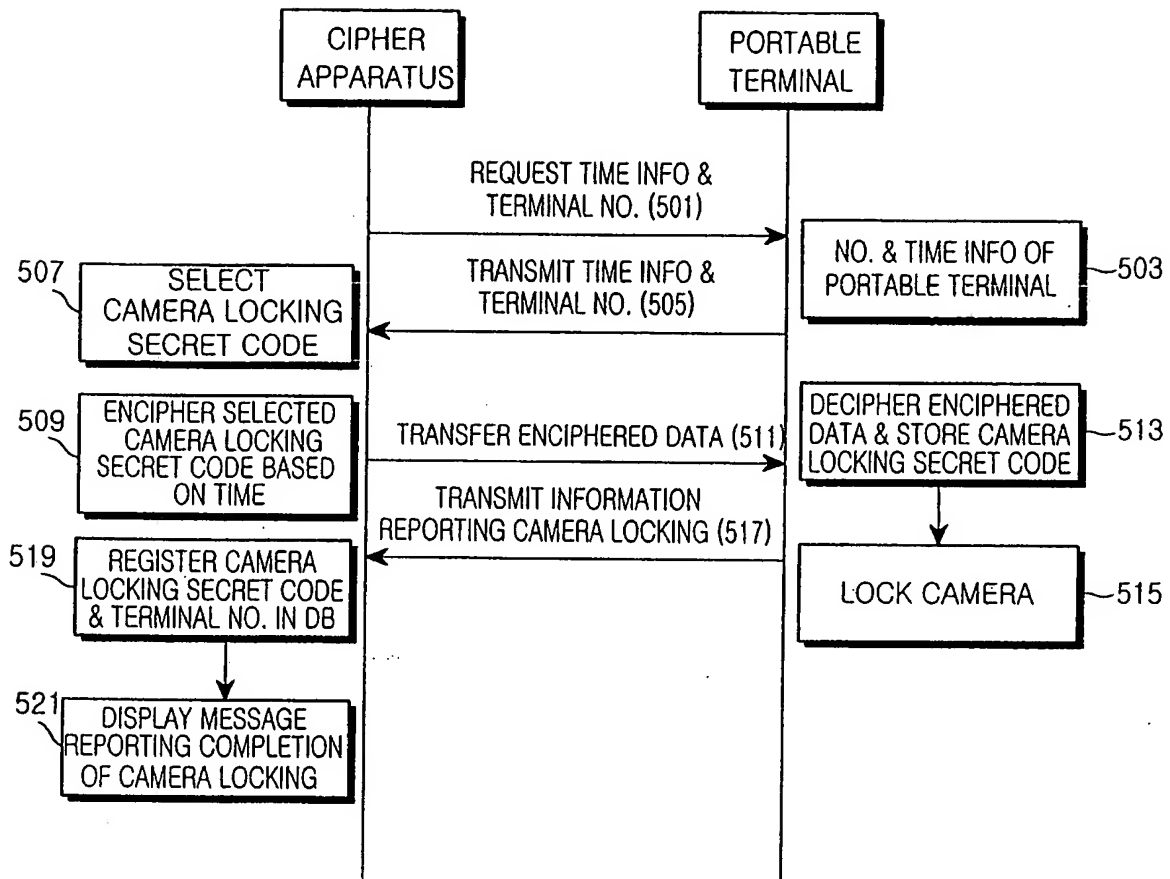 CIPHER
APPARATUS
PORTABLE
TERMINAL
REQUEST TIME INFO &
TERMINAL NO. (501)
NO. & TIME INFO OF
PORTABLE TERMINAL
503
507
SELECT
CAMERA LOCKING
SECRET CODE
TRANSMIT TIME INFO &
TERMINAL NO. (505)
509
ENCIPHER SELECTED
CAMERA LOCKING
SECRET CODE BASED
ON TIME
TRANSFER ENCIPHERED DATA (511)
DECIPHER ENCIPHERED
DATA & STORE CAMERA
LOCKING SECRET CODE
513
TRANSMIT INFORMATION
REPORTING CAMERA LOCKING (517)
519
REGISTER CAMERA
LOCKING SECRET CODE
& TERMINAL NO. IN DB
LOCK CAMERA
515
521
DISPLAY MESSAGE
REPORTING COMPLETION
OF CAMERA LOCKING